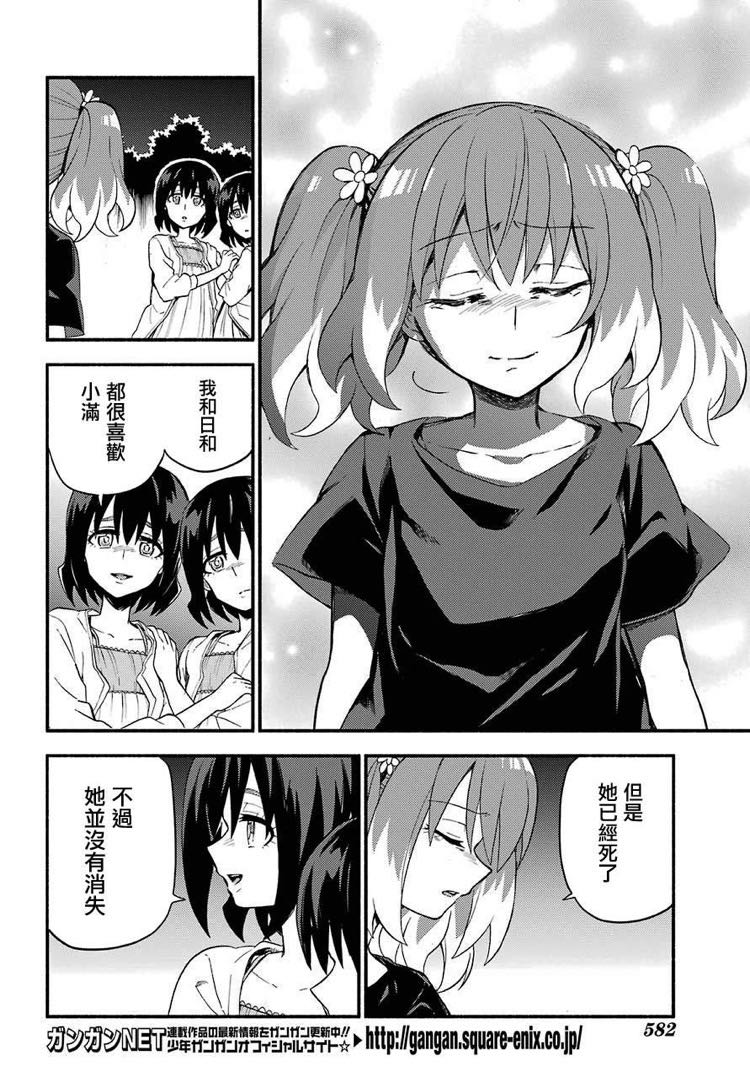 我和日和
都很喜歡
小滿
但是
她已經死了
不過
她並沒有消失
582
ガンガンNET
連載作品の最新情報をガンガン更新中!!
少年ガンガンオフィシャルサイト☆
▶http://gangan.square-enix.co.jp/